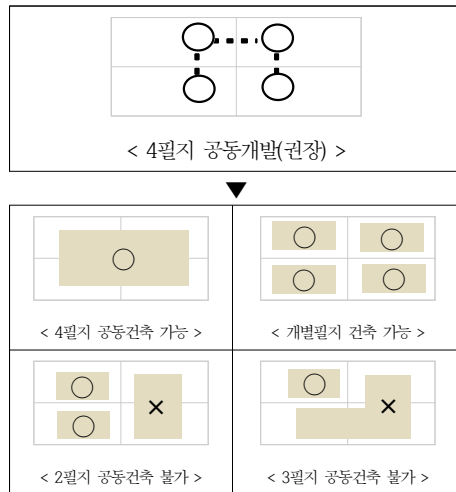 < 4필지 공동개발(권장) >
< 4필지 공동건축 가능 >
< 개별필지 건축 가능 >
< 2필지 공동건축 불가 >
< 3필지 공동건축 불가 >